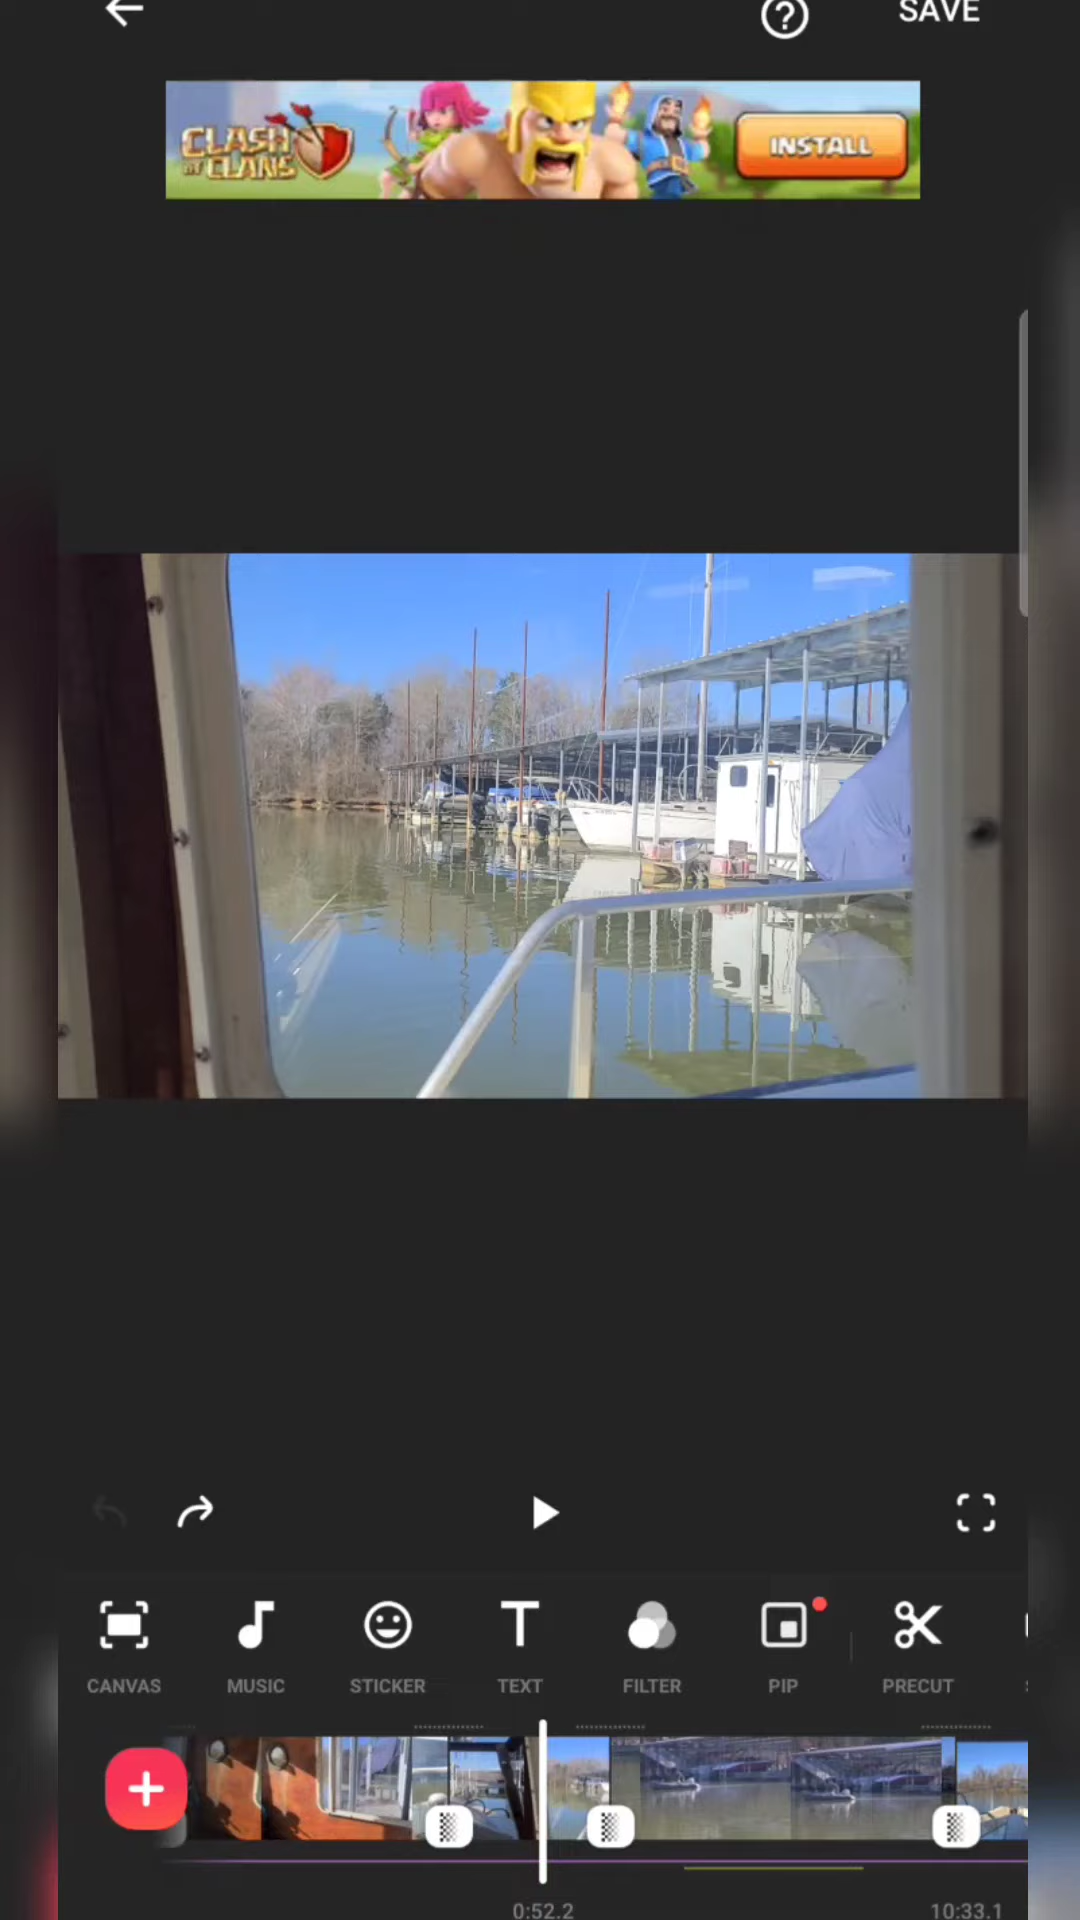 SAVE
CLASH
OF CLANS
INSTALL
CANVAS
MUSIC
STICKER
TEXT
FILTER
PIP
PRECUT
0:52.2
10:33.1